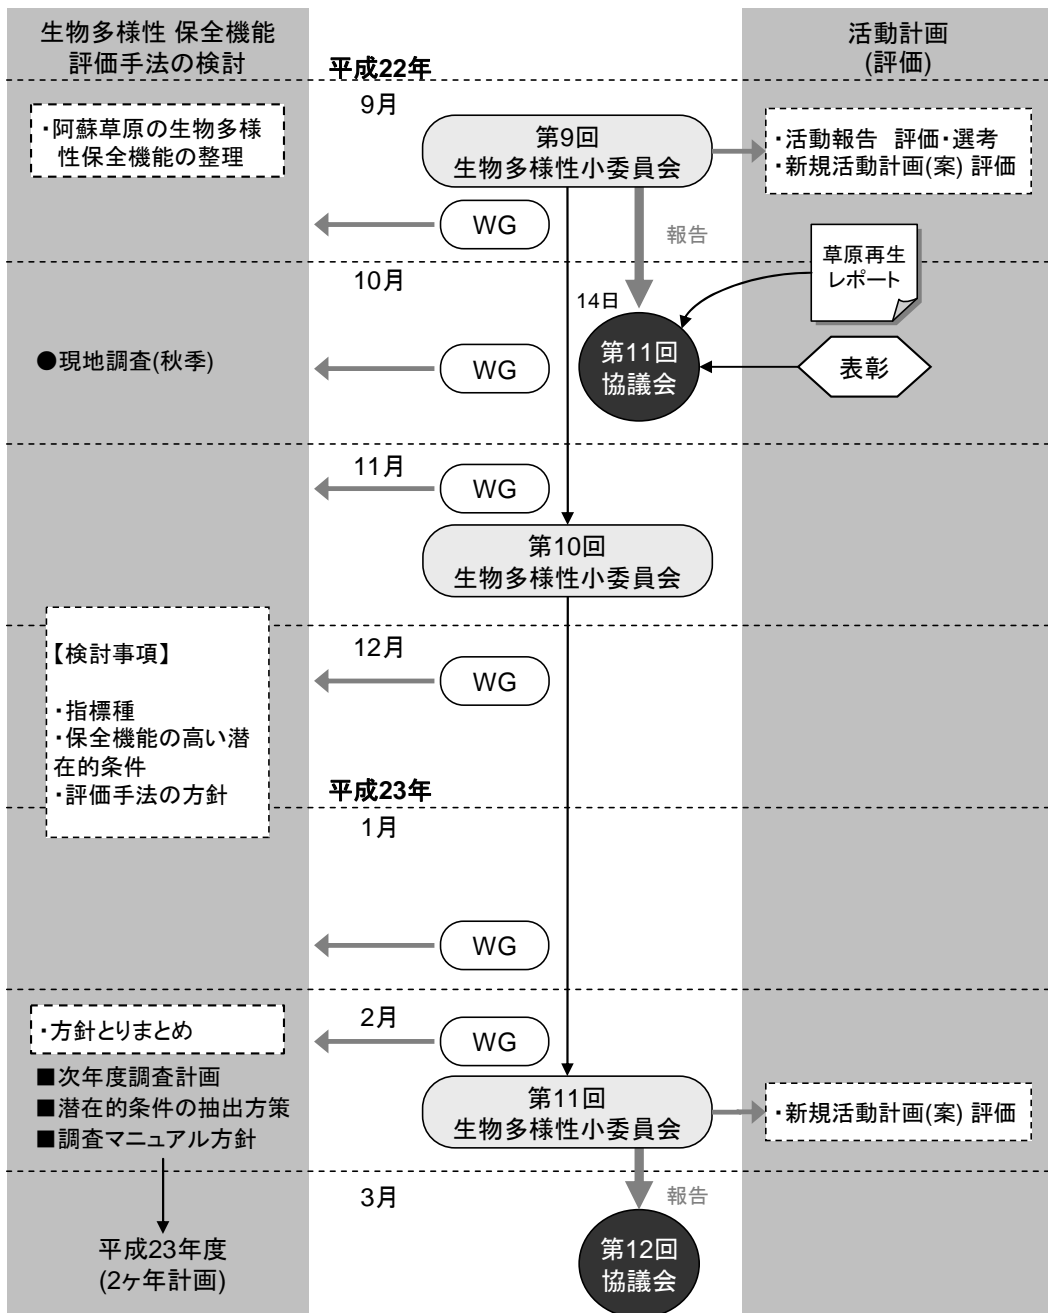 生物多様性 保全機能
評価手法の検討
活動計画
(評価)
平成22年
9月
・阿蘇草原の生物多様
性保全機能の整理
第9回
生物多様性小委員会
・活動報告　評価・選考
・新規活動計画(案) 評価
WG
報告
草原再生
レポート
10月
14日
●現地調査(秋季)
WG
第11回
協議会
表彰
11月
WG
第10回
生物多様性小委員会
【検討事項】
・指標種
・保全機能の高い潜
在的条件
・評価手法の方針
12月
WG
平成23年
1月
WG
・方針とりまとめ
2月
WG
■次年度調査計画
■潜在的条件の抽出方策
■調査マニュアル方針
第11回
生物多様性小委員会
・新規活動計画(案) 評価
3月
報告
平成23年度
(2ヶ年計画)
第12回
協議会